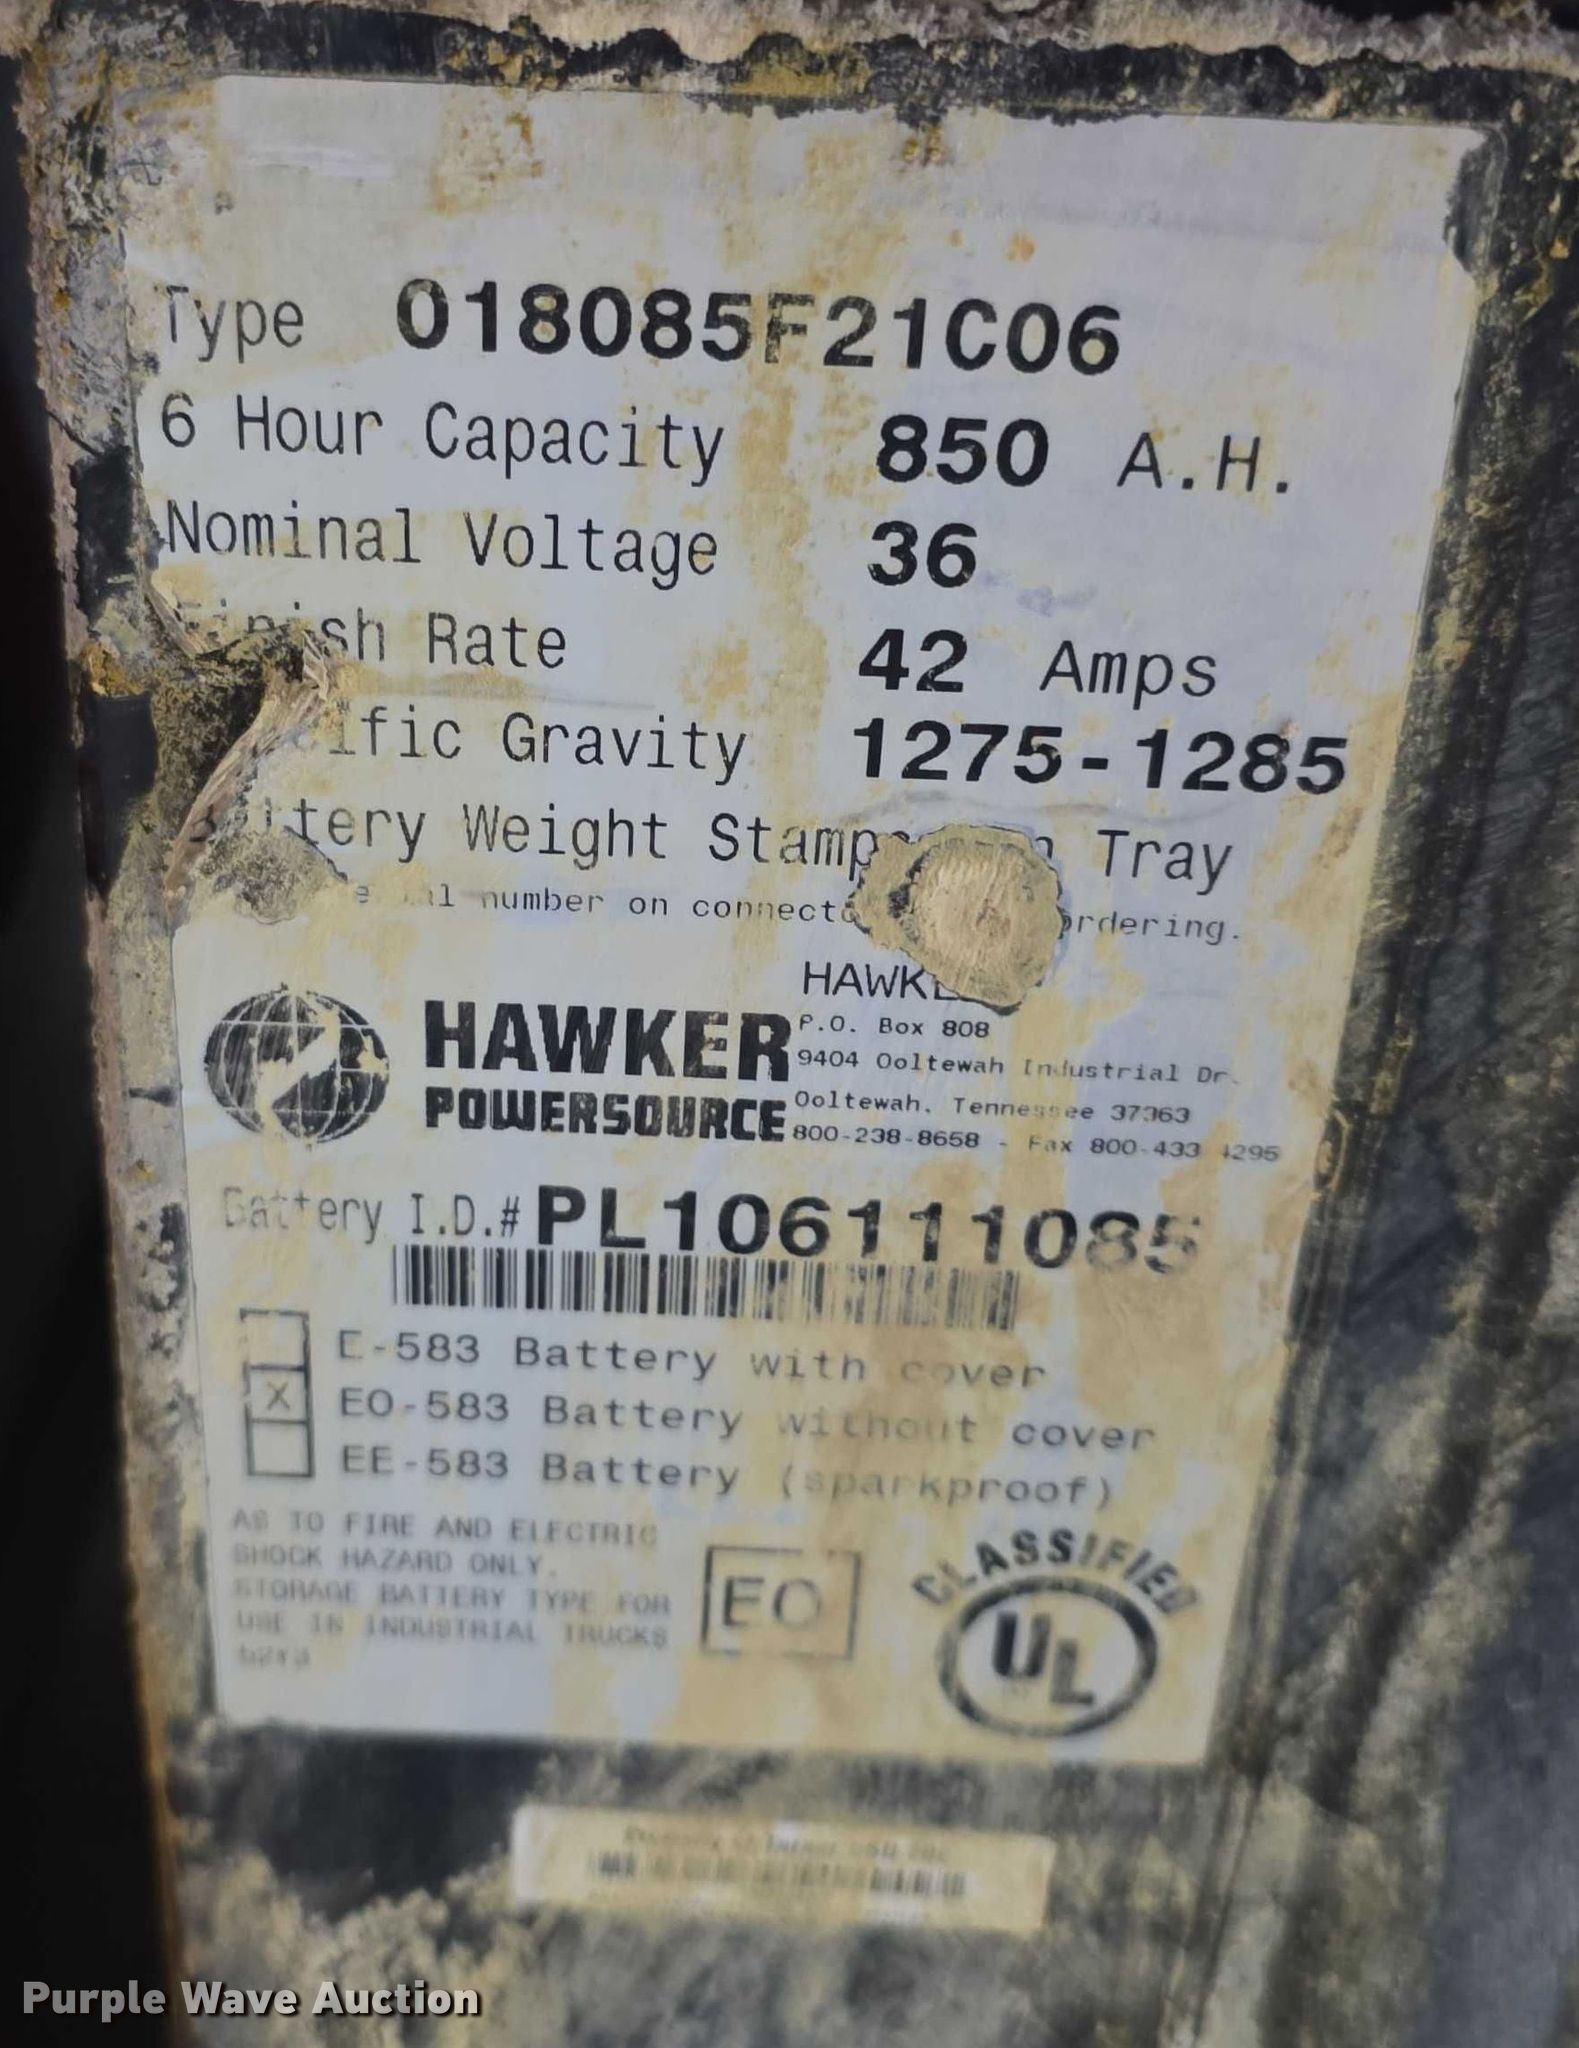 Type 018085F21C06
6 Hour Capacity 850 A.H.
Nominal Voltage 36
Finish Rate 42 Amps
ific Gravity 1275-1285
ttery Weight Stamp Tray
number on connect ordering.
HAWKE
HAWKER
POWERSOURCE
P.O. Box 808
9404 Ooltewah Industrial Dr.
Ooltewah, Tennessee 37363
800-238-8658 - Fax 800-433 4295
Battery I.D.# PL106111085
E-583 Battery with cover
X EO-583 Battery without cover
EE-583 Battery (sparkproof)
AS TO FIRE AND ELECTRIC
SHOCK HAZARD ONLY.
STORAGE BATTERY TYPE FOR
USE IN INDUSTRIAL TRUCKS
EO
CLASSIFIED
UL
Purple Wave Auction